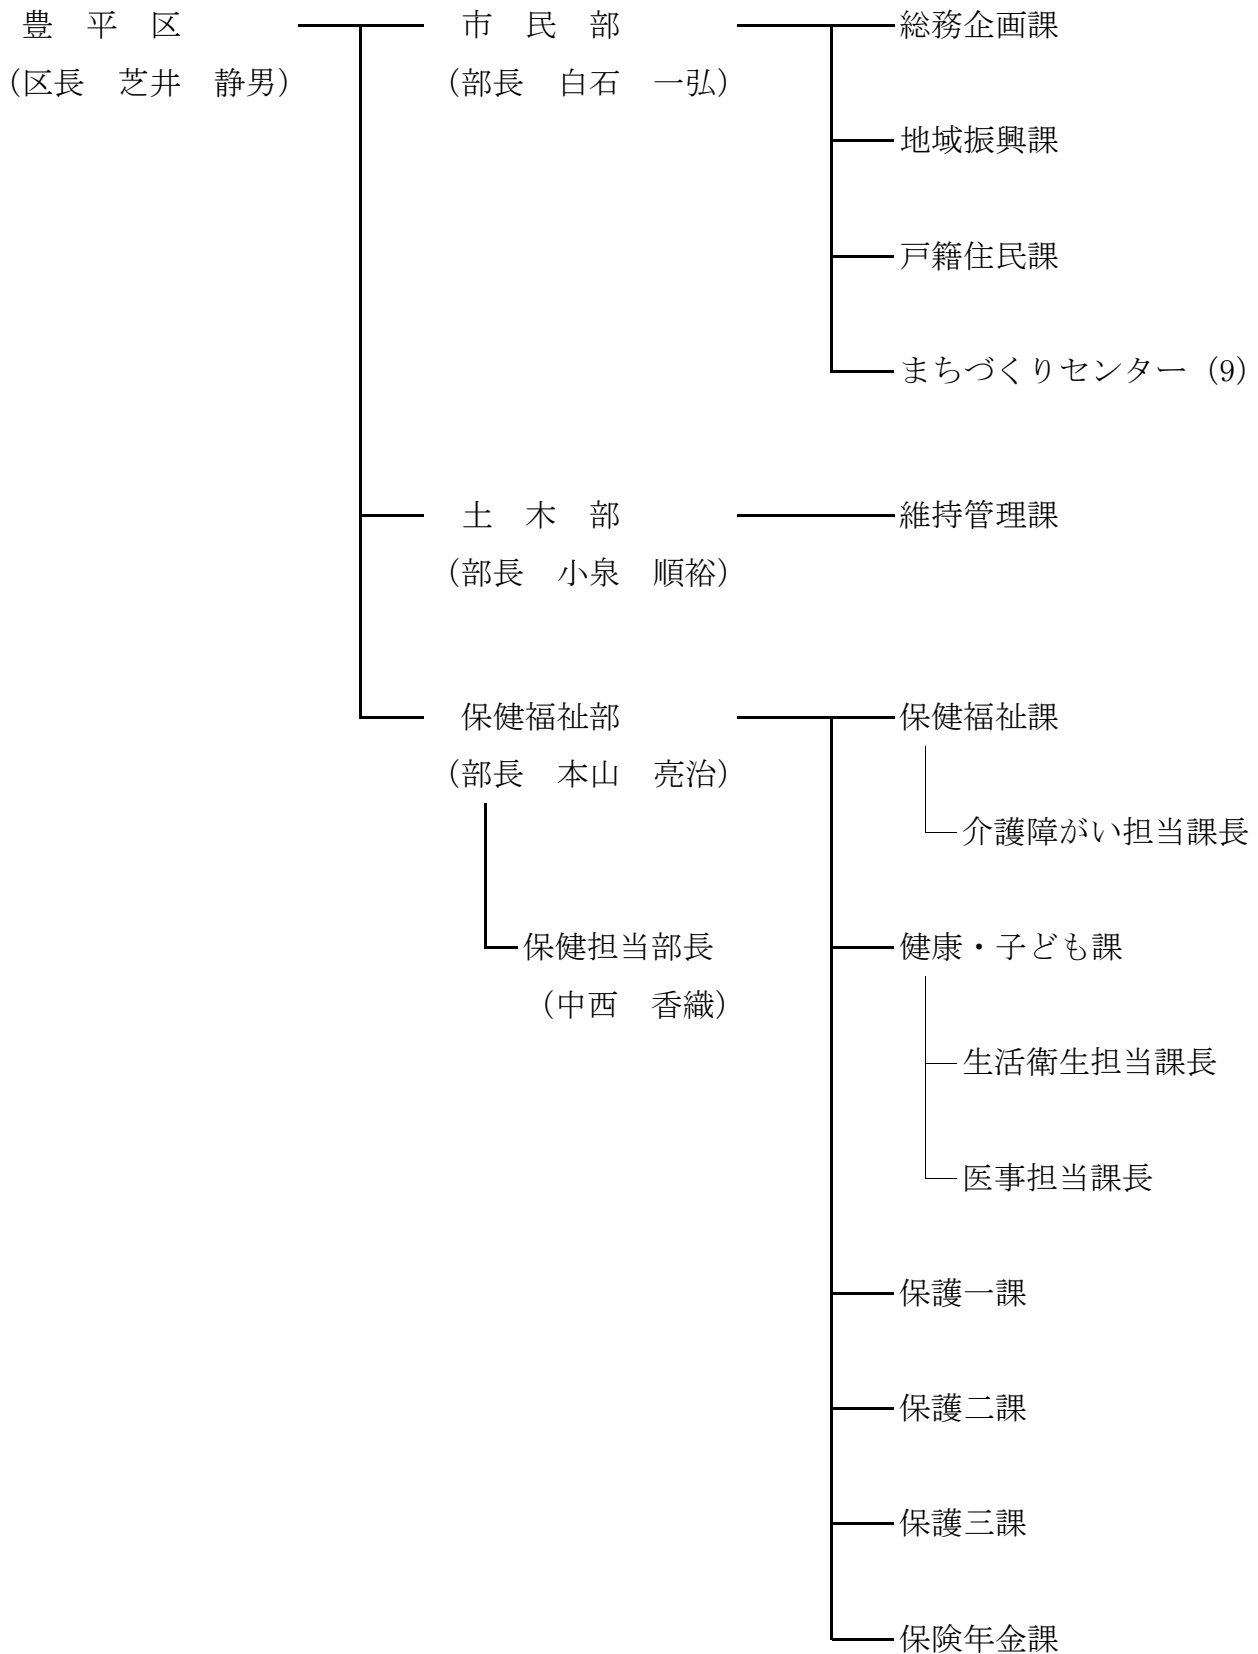 豊　平　区　市　民　部　総務企画課
（区長　芝井　静男）（部長　白石　一弘）
地域振興課
戸籍住民課
まちづくりセンター（9）
土　木　部　維持管理課
（部長　小泉　順裕）
保健福祉部　保健福祉課
（部長　本山　亮治）
介護障がい担当課長
保健担当部長　健康・子ども課
（中西　香織）
生活衛生担当課長
医事担当課長
保護一課
保護二課
保護三課
保険年金課